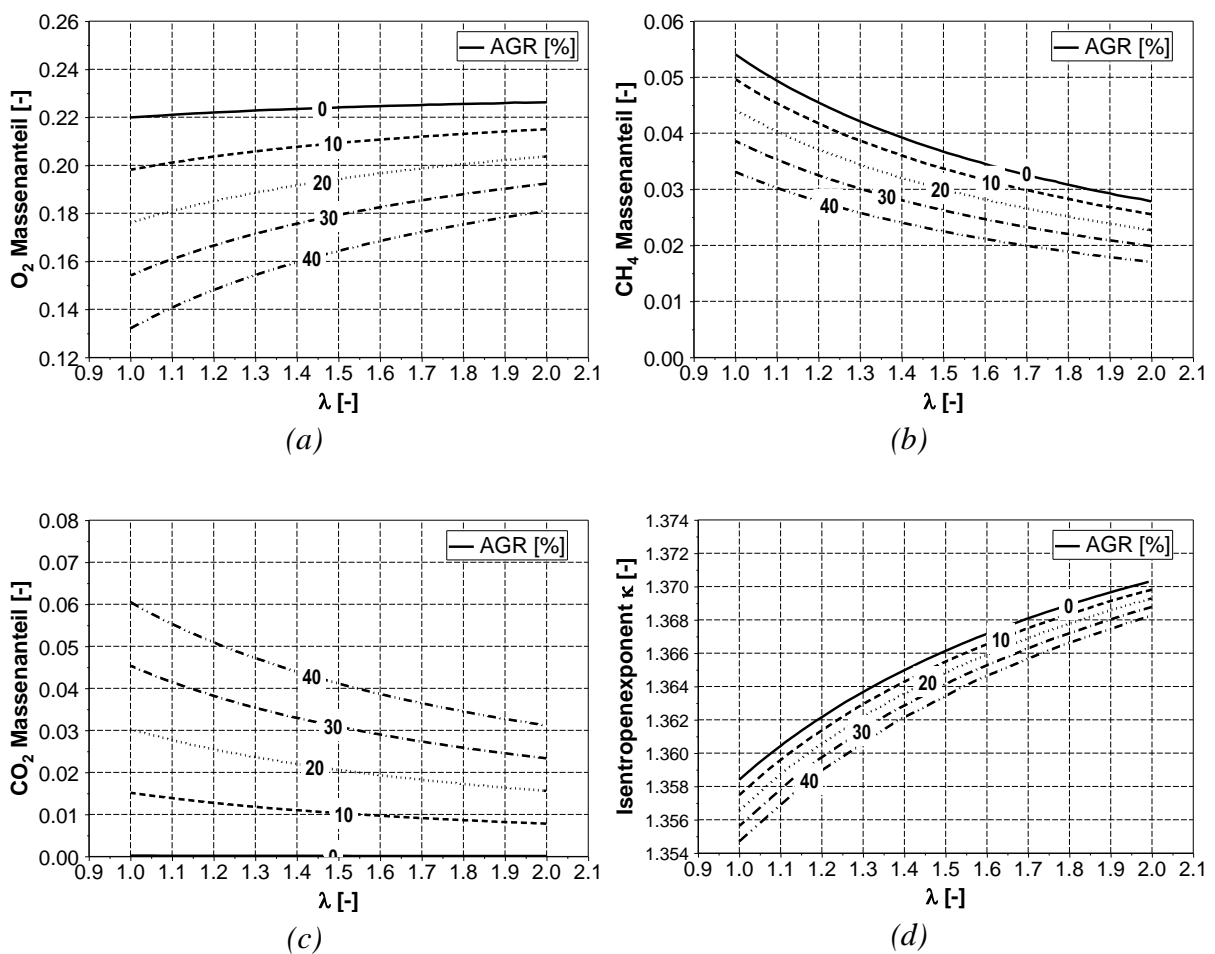 0.26
0.24
0.22
0.20
0.18
0.16
0.14
0.12
O2 Massenanteil [-]
AGR [%]
0
10
20
30
40
0.9 1.0 1.1 1.2 1.3 1.4 1.5 1.6 1.7 1.8 1.9 2.0 2.1
λ [-]
(a)
0.06
0.05
0.04
0.03
0.02
0.01
0.00
CH4 Massenanteil [-]
AGR [%]
0
10
20
30
40
0.9 1.0 1.1 1.2 1.3 1.4 1.5 1.6 1.7 1.8 1.9 2.0 2.1
λ [-]
(b)
0.08
0.07
0.06
0.05
0.04
0.03
0.02
0.01
0.00
CO2 Massenanteil [-]
AGR [%]
40
30
20
10
0
0.9 1.0 1.1 1.2 1.3 1.4 1.5 1.6 1.7 1.8 1.9 2.0 2.1
λ [-]
(c)
1.374
1.372
1.370
1.368
1.366
1.364
1.362
1.360
1.358
1.356
1.354
Isentropenexponent κ [-]
AGR [%]
0
10
20
30
40
0.9 1.0 1.1 1.2 1.3 1.4 1.5 1.6 1.7 1.8 1.9 2.0 2.1
λ [-]
(d)